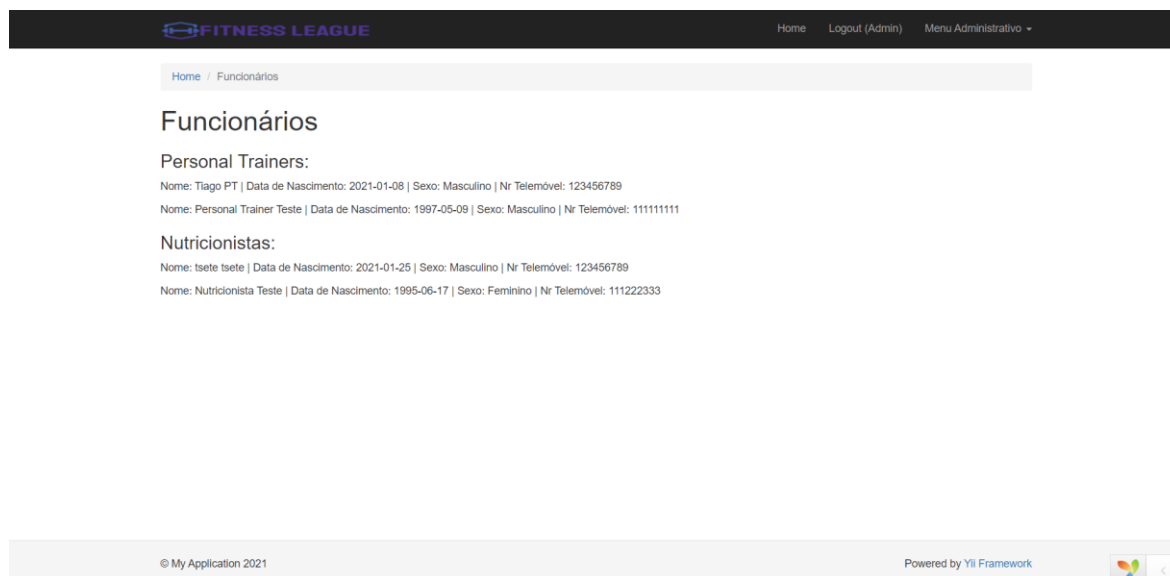 FITNESS LEAGUE
Home Logout (Admin) Menu Administrativo
Home / Funcionários
Funcionários
Personal Trainers:
Nome: Tiago PT | Data de Nascimento: 2021-01-08 | Sexo: Masculino | Nr Telemóvel: 123456789
Nome: Personal Trainer Teste | Data de Nascimento: 1997-05-09 | Sexo: Masculino | Nr Telemóvel: 111111111
Nutricionistas:
Nome: tsete tsete | Data de Nascimento: 2021-01-25 | Sexo: Masculino | Nr Telemóvel: 123456789
Nome: Nutricionista Teste | Data de Nascimento: 1995-06-17 | Sexo: Feminino | Nr Telemóvel: 111222333
© My Application 2021
Powered by Yii Framework